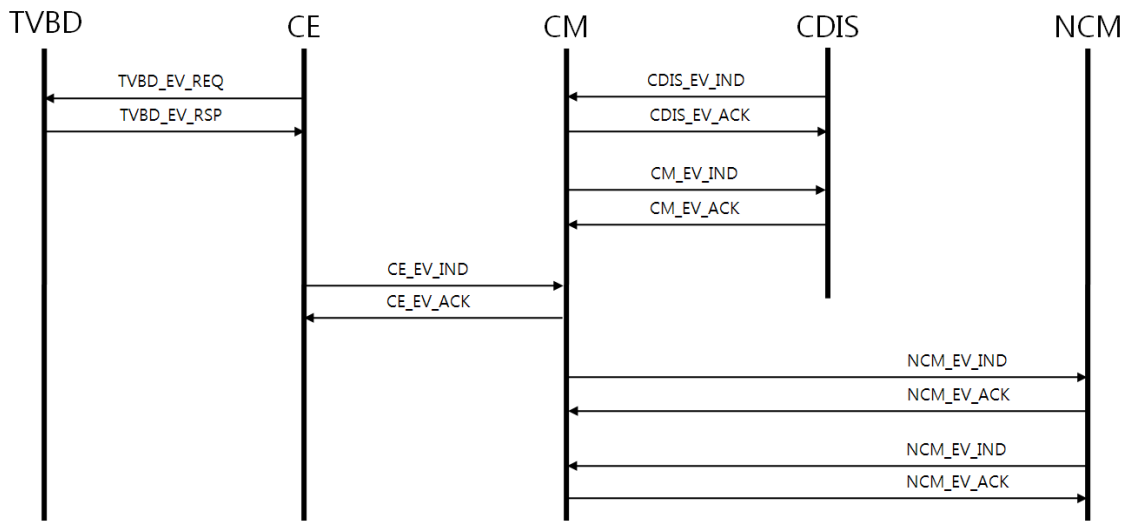 TVBD CE CM CDIS NCM
TVBD_EV_REQ CDIS_EV_IND
TVBD_EV_RSP CDIS_EV_ACK
CM_EV_IND
CM_EV_ACK
CE_EV_IND
CE_EV_ACK
NCM_EV_IND
NCM_EV_ACK
NCM_EV_IND
NCM_EV_ACK